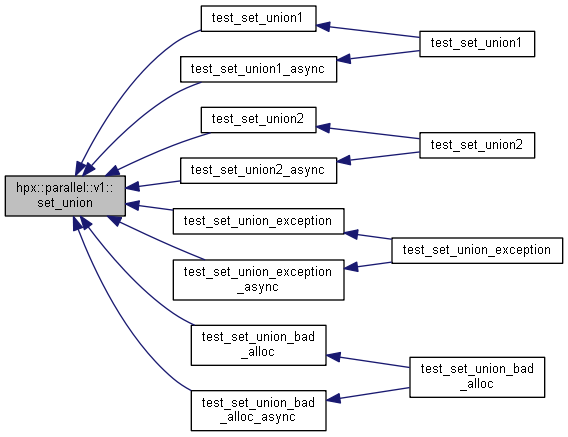 hpx::parallel::v1::
set_union
test_set_union1
test_set_union1
test_set_union1_async
test_set_union2
test_set_union2
test_set_union2_async
test_set_union_exception
test_set_union_exception
test_set_union_exception
_async
test_set_union_bad
_alloc
test_set_union_bad
_alloc
test_set_union_bad
_alloc_async